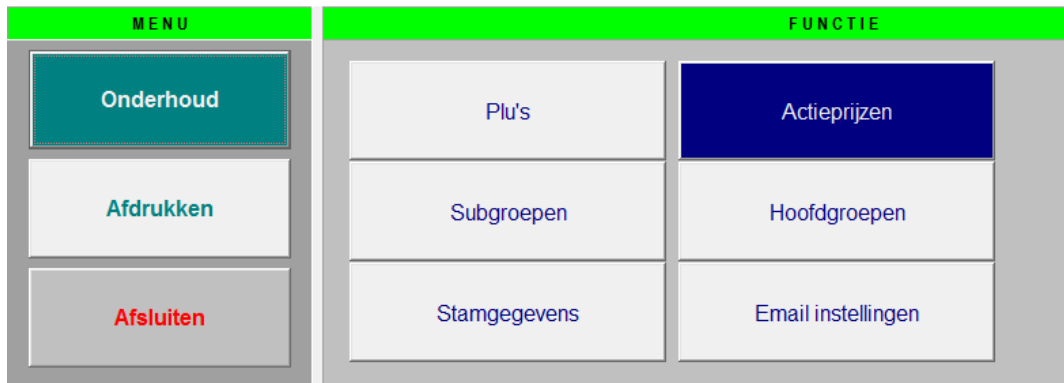 MENU
Onderhoud
Afdrukken
Afsluiten
FUNCTIE
Plu's
Actieprijzen
Subgroepen
Hoofdgroepen
Stamgegevens
Email instellingen